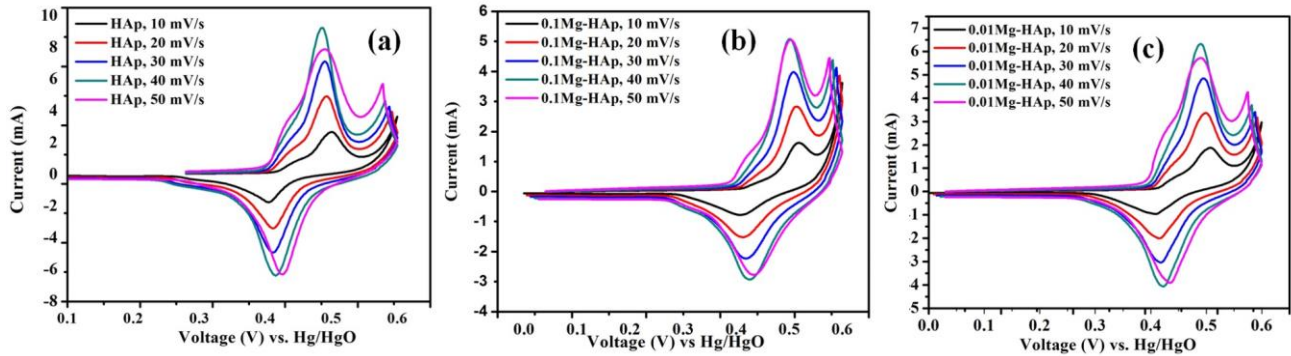 HAp, 10 mV/s
HAp, 20 mV/s
HAp, 30 mV/s
HAp, 40 mV/s
HAp, 50 mV/s
(a)
10
8
6
4
2
0
-2
-4
-6
-8
Current (mA)
0.1 0.2 0.3 0.4 0.5 0.6
Voltage (V) vs. Hg/HgO
0.1Mg-HAp, 10 mV/s
0.1Mg-HAp, 20 mV/s
0.1Mg-HAp, 30 mV/s
0.1Mg-HAp, 40 mV/s
0.1Mg-HAp, 50 mV/s
(b)
6
5
4
3
2
1
0
-1
-2
-3
-4
Current (mA)
0.0 0.1 0.2 0.3 0.4 0.5 0.6
Voltage (V) vs Hg/HgO
0.01Mg-HAp, 10 mV/s
0.01Mg-HAp, 20 mV/s
0.01Mg-HAp, 30 mV/s
0.01Mg-HAp, 40 mV/s
0.01Mg-HAp, 50 mV/s
(c)
7
6
5
4
3
2
1
0
1
2
3
4
5
Current (mA)
0.0 0.1 0.2 0.3 0.4 0.5 0.6
Voltage (V) vs. Hg/HgO